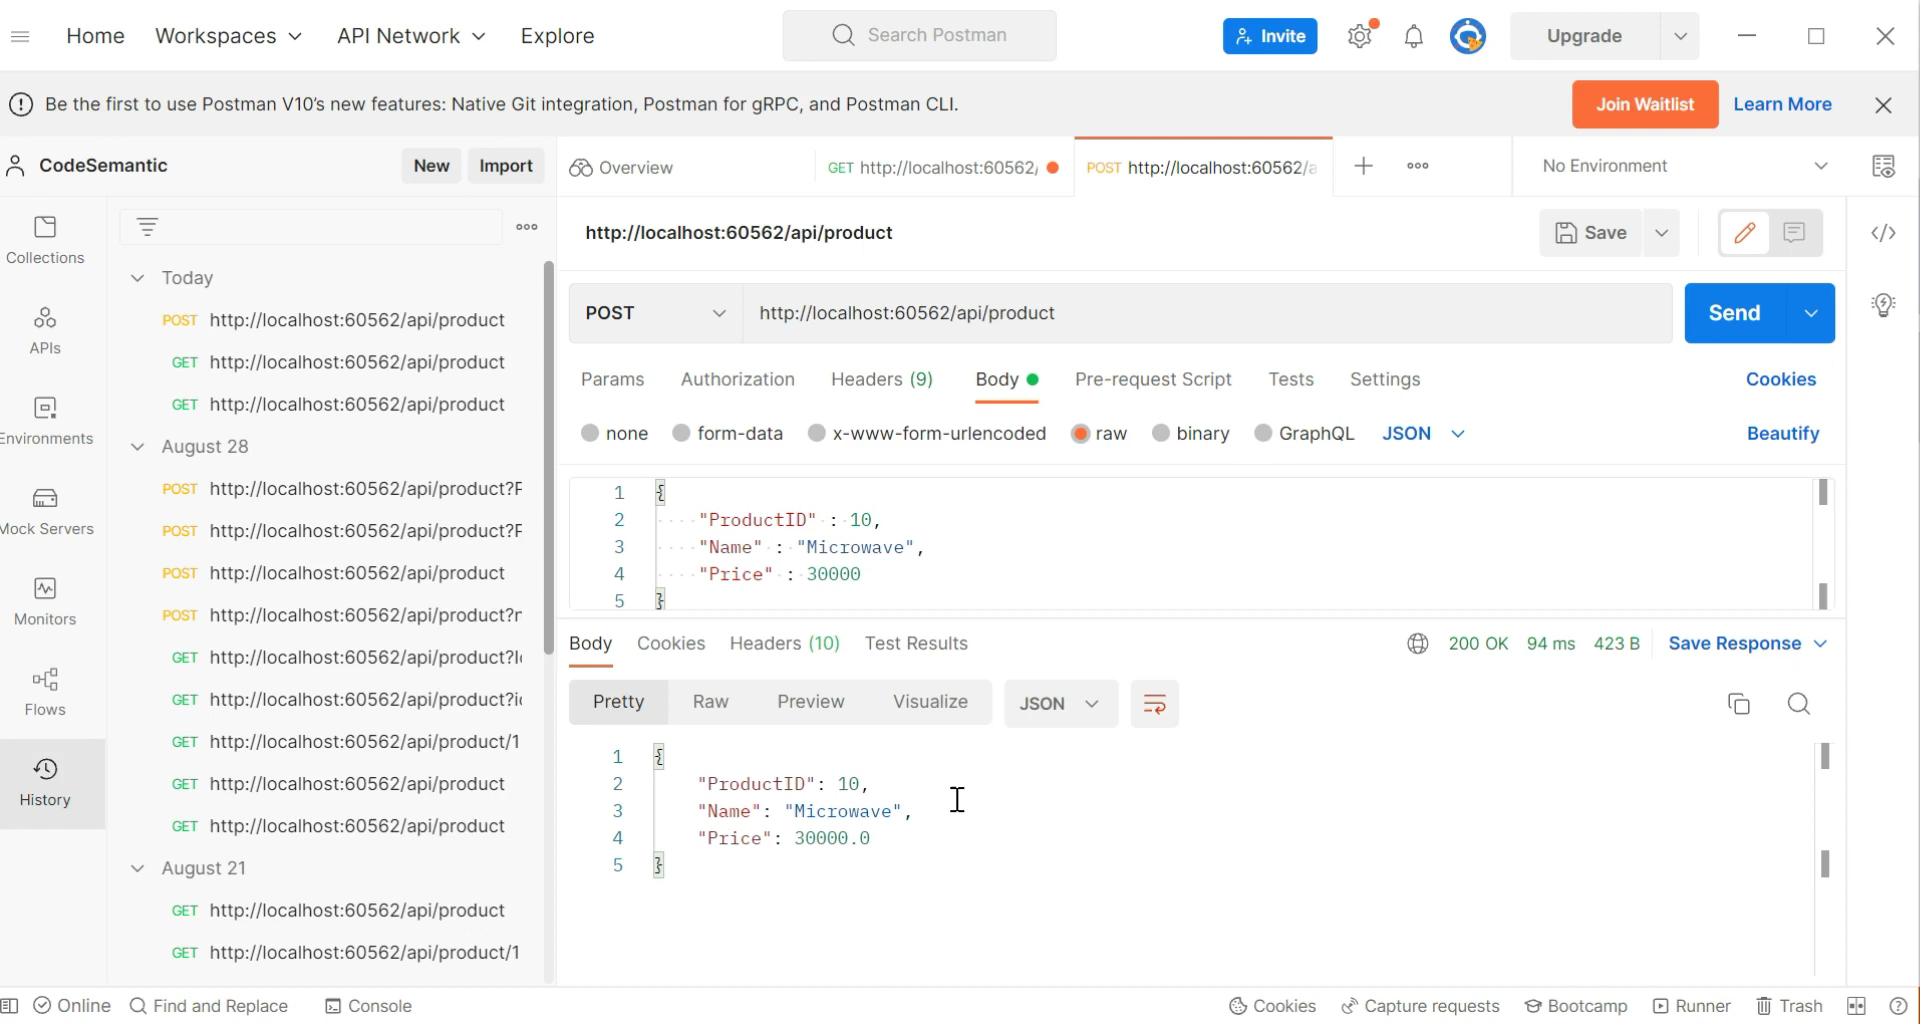 Home Workspaces API Network Explore Search Postman Invite Upgrade
Be the first to use Postman V10's new features: Native Git integration, Postman for gRPC, and Postman CLI. Join Waitlist Learn More
CodeSemantic New Import
Overview GET http://localhost:60562/ POST http://localhost:60562/a No Environment
http://localhost:60562/api/product Save
POST http://localhost:60562/api/product Send
Params Authorization Headers (9) Body Pre-request Script Tests Settings Cookies
none form-data x-www-form-urlencoded raw binary GraphQL JSON Beautify
1 {
2 "ProductID" : 10,
3 "Name" : "Microwave",
4 "Price" : 30000
5 }
Body Cookies Headers (10) Test Results 200 OK 94 ms 423 B Save Response
Pretty Raw Preview Visualize JSON
1 {
2 "ProductID": 10,
3 "Name": "Microwave",
4 "Price": 30000.0
5 }
Collections
APIs
Environments
Mock Servers
Monitors
Flows
History
Today
POST http://localhost:60562/api/product
GET http://localhost:60562/api/product
GET http://localhost:60562/api/product
August 28
POST http://localhost:60562/api/product?P
POST http://localhost:60562/api/product?P
POST http://localhost:60562/api/product
POST http://localhost:60562/api/product?n
GET http://localhost:60562/api/product?I
GET http://localhost:60562/api/product?i
GET http://localhost:60562/api/product/1
GET http://localhost:60562/api/product
GET http://localhost:60562/api/product
August 21
GET http://localhost:60562/api/product
GET http://localhost:60562/api/product/1
Online Find and Replace Console Cookies Capture requests Bootcamp Runner Trash